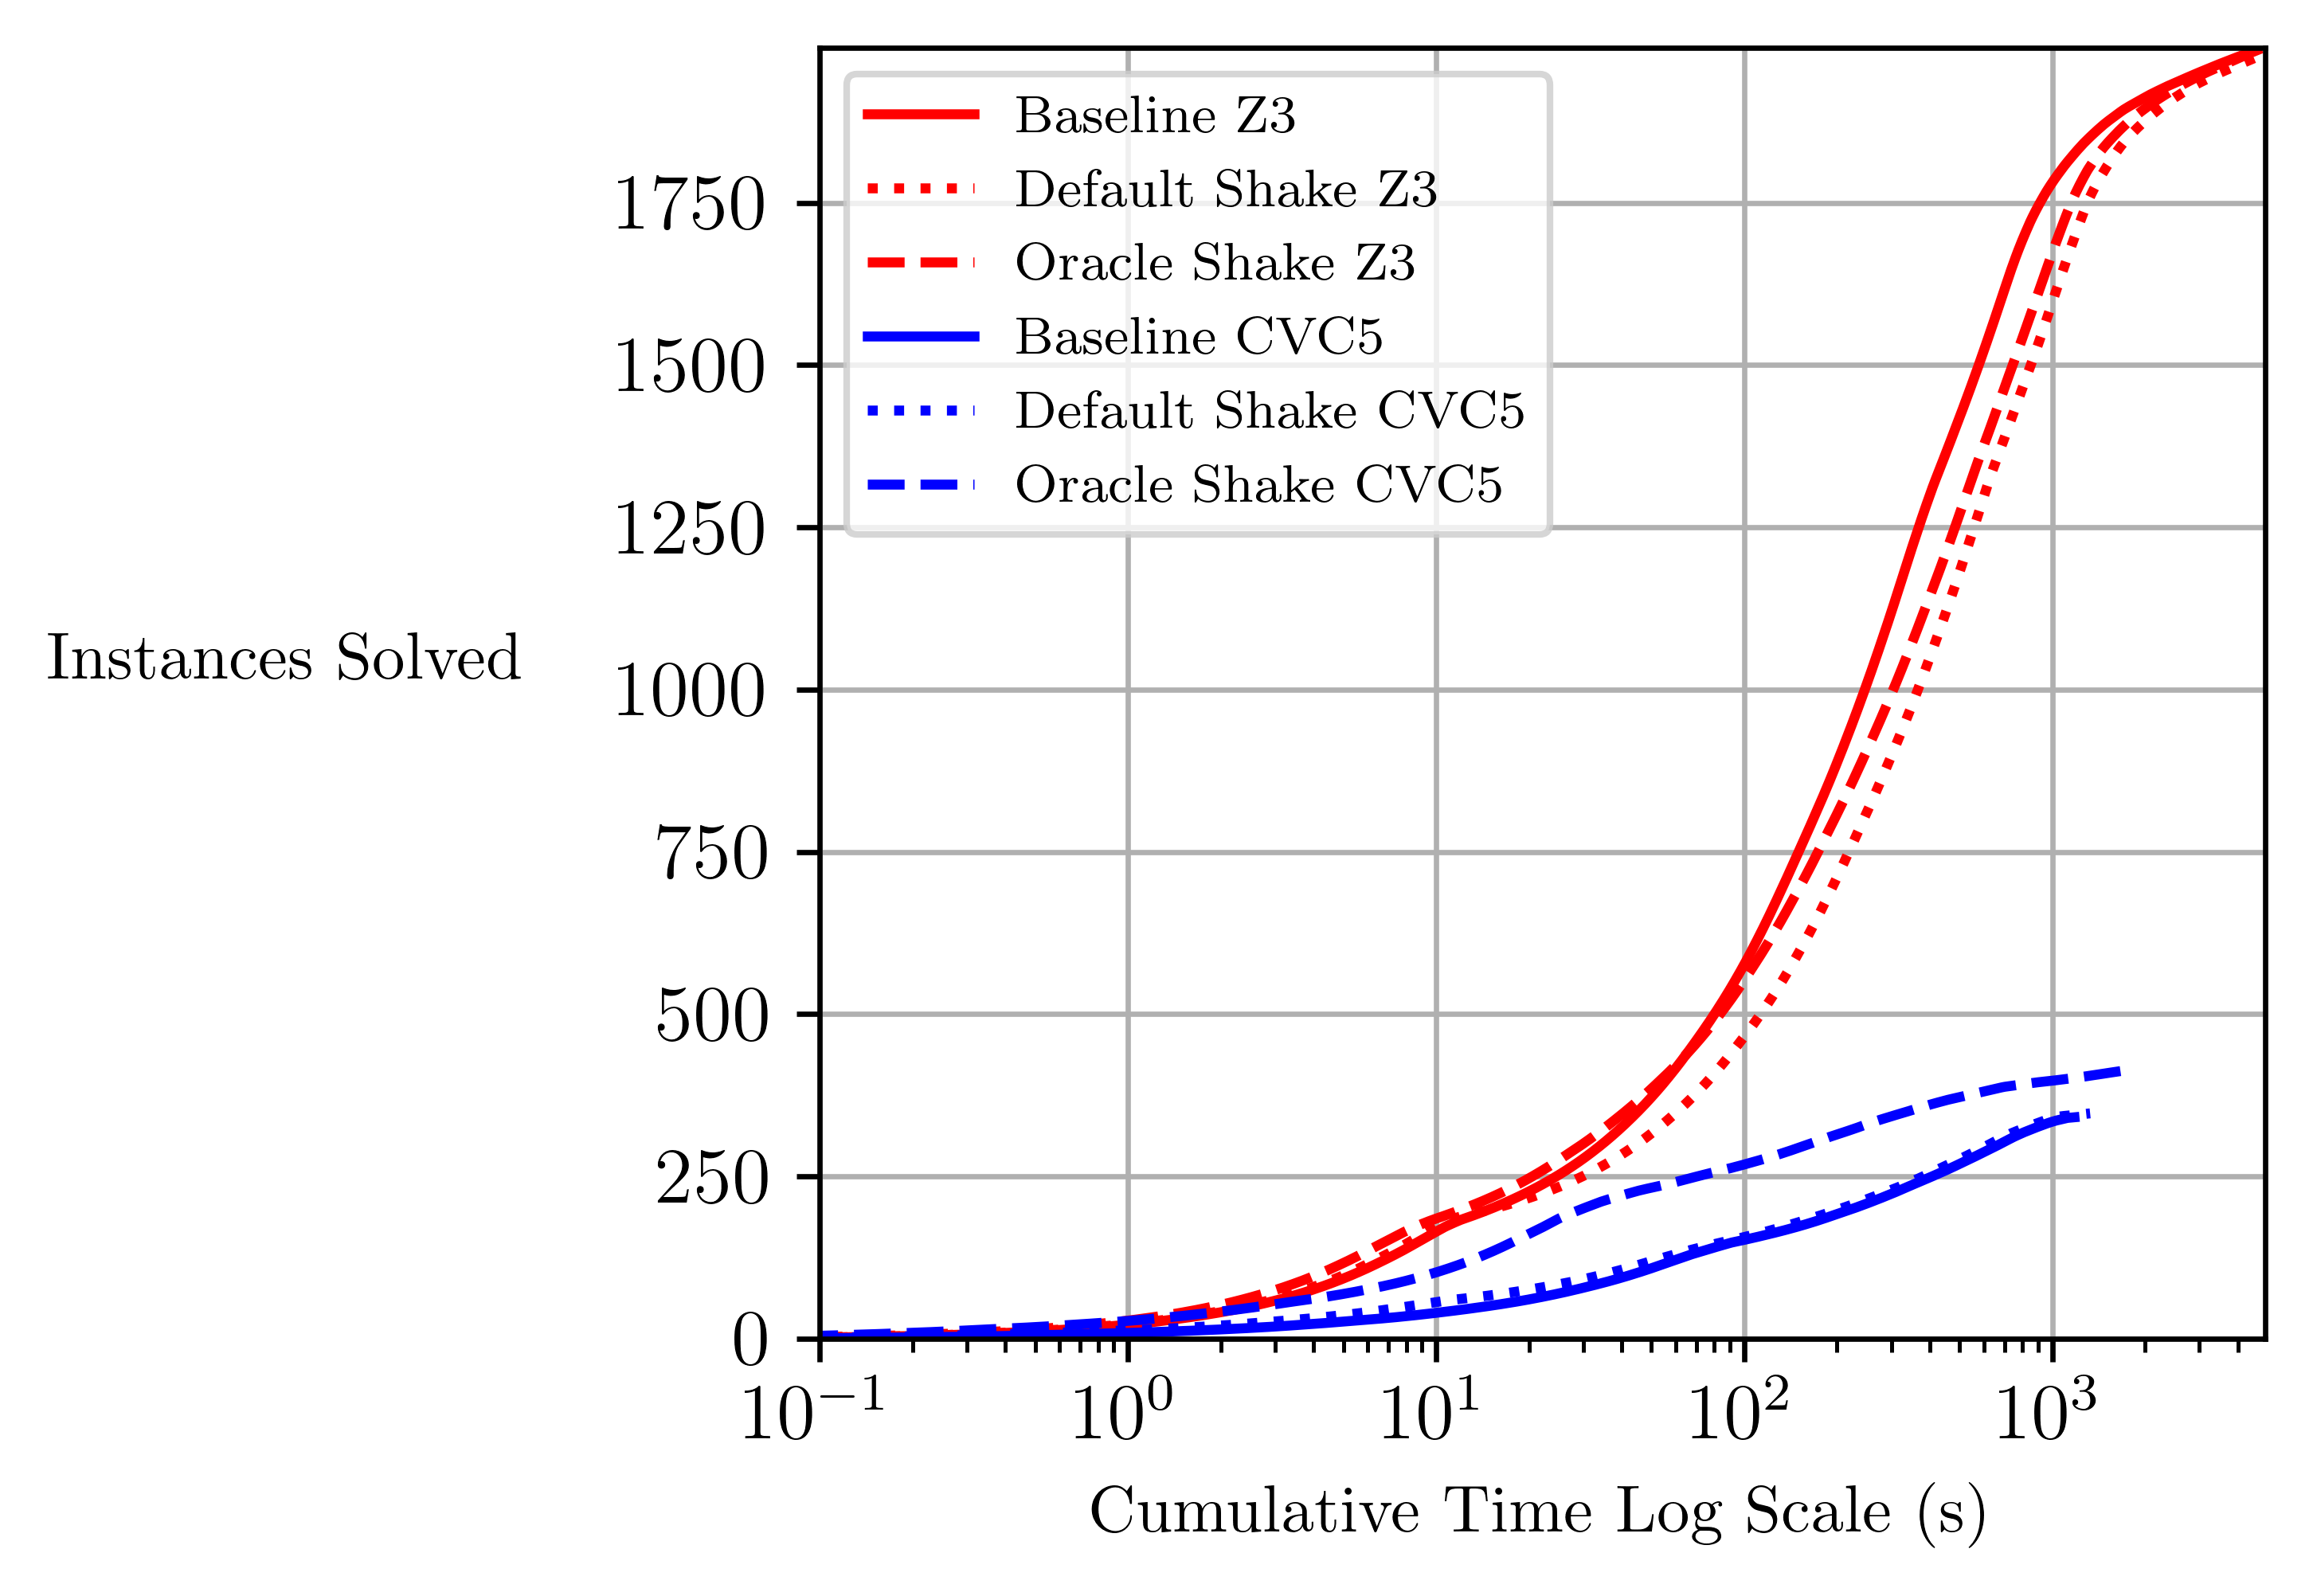 Baseline Z3
Default Shake Z3
Oracle Shake Z3
Baseline CVC5
Default Shake CVC5
Oracle Shake CVC5
1750
1500
1250
1000
750
500
250
0
Instances Solved
10⁻¹ 10⁰ 10¹ 10² 10³
Cumulative Time Log Scale (s)